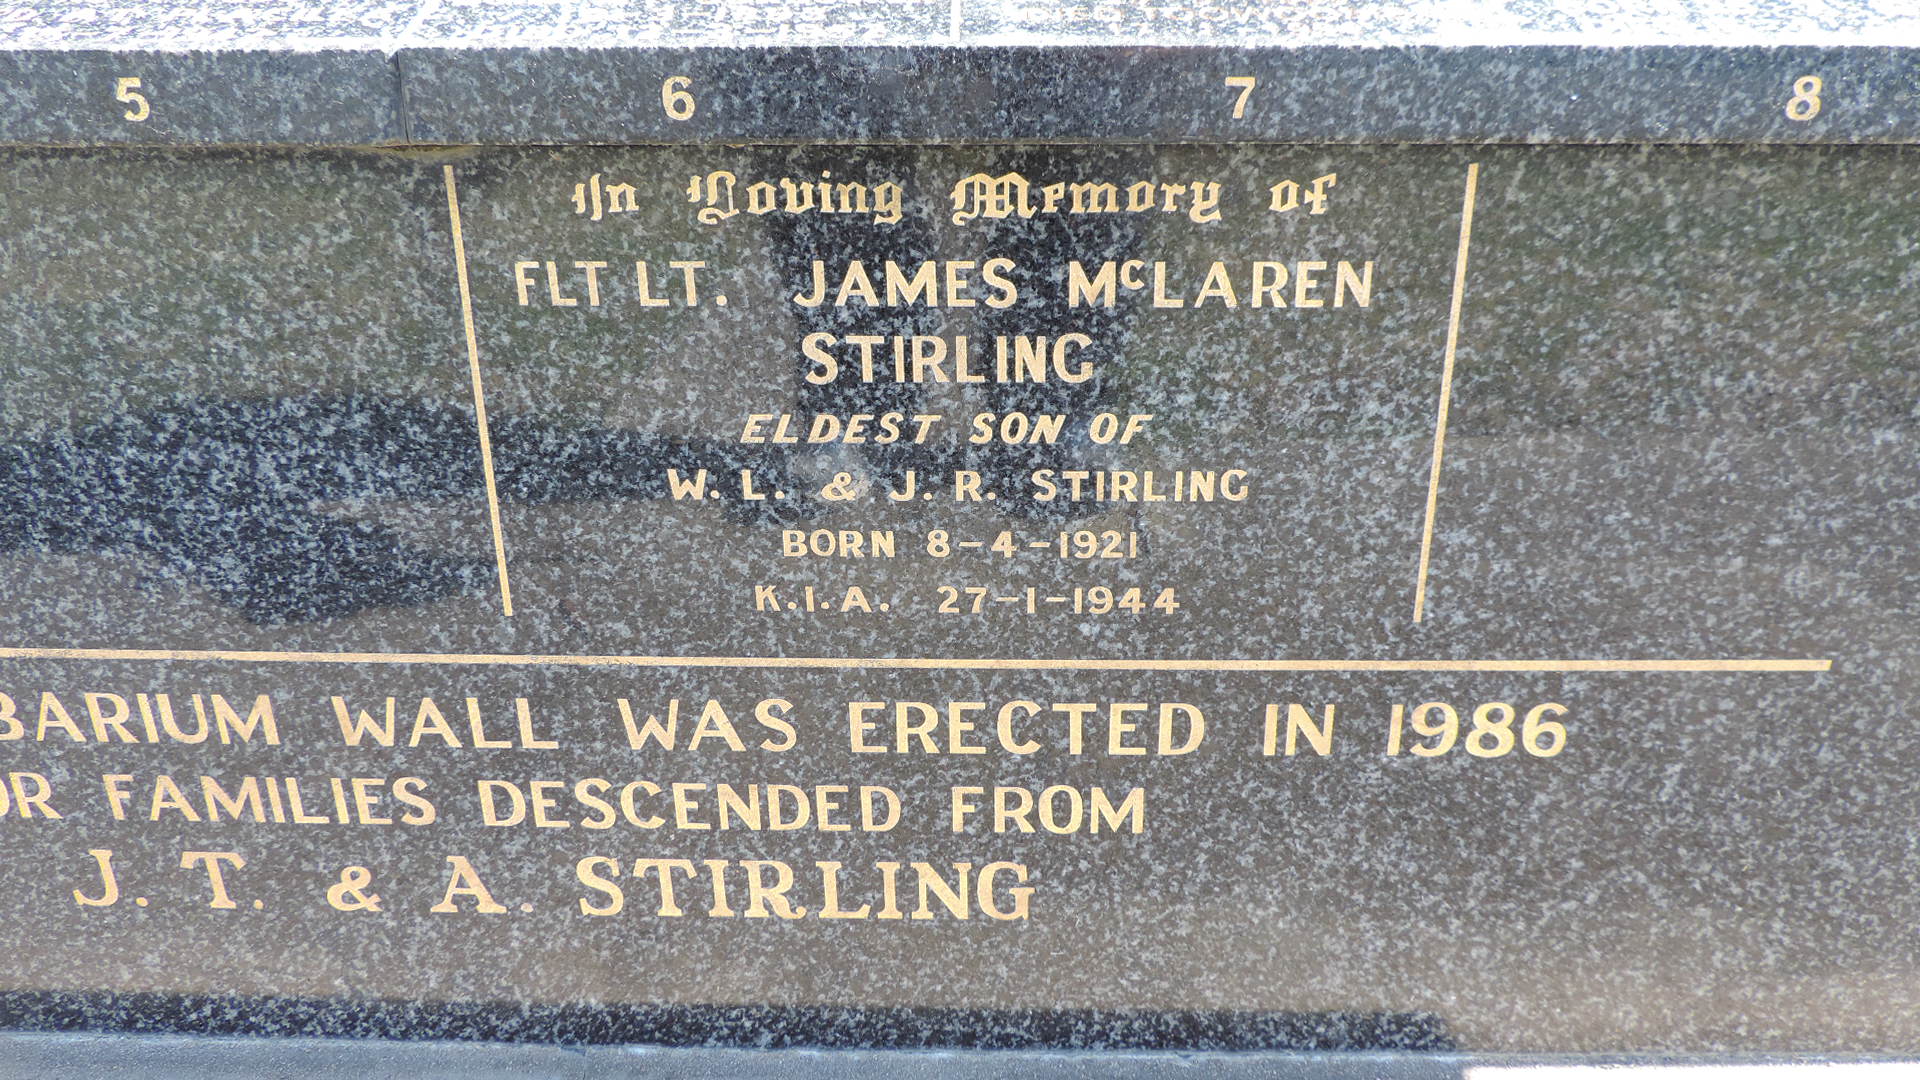 5 6 7 8
In Loving Memory of
FLT LT. JAMES McLAREN
STIRLING
ELDEST SON OF
W. L. & J. R. STIRLING
BORN 8-4-1921
K.I.A. 27-1-1944
BARIUM WALL WAS ERECTED IN 1986
OR FAMILIES DESCENDED FROM
J. T. & A. STIRLING